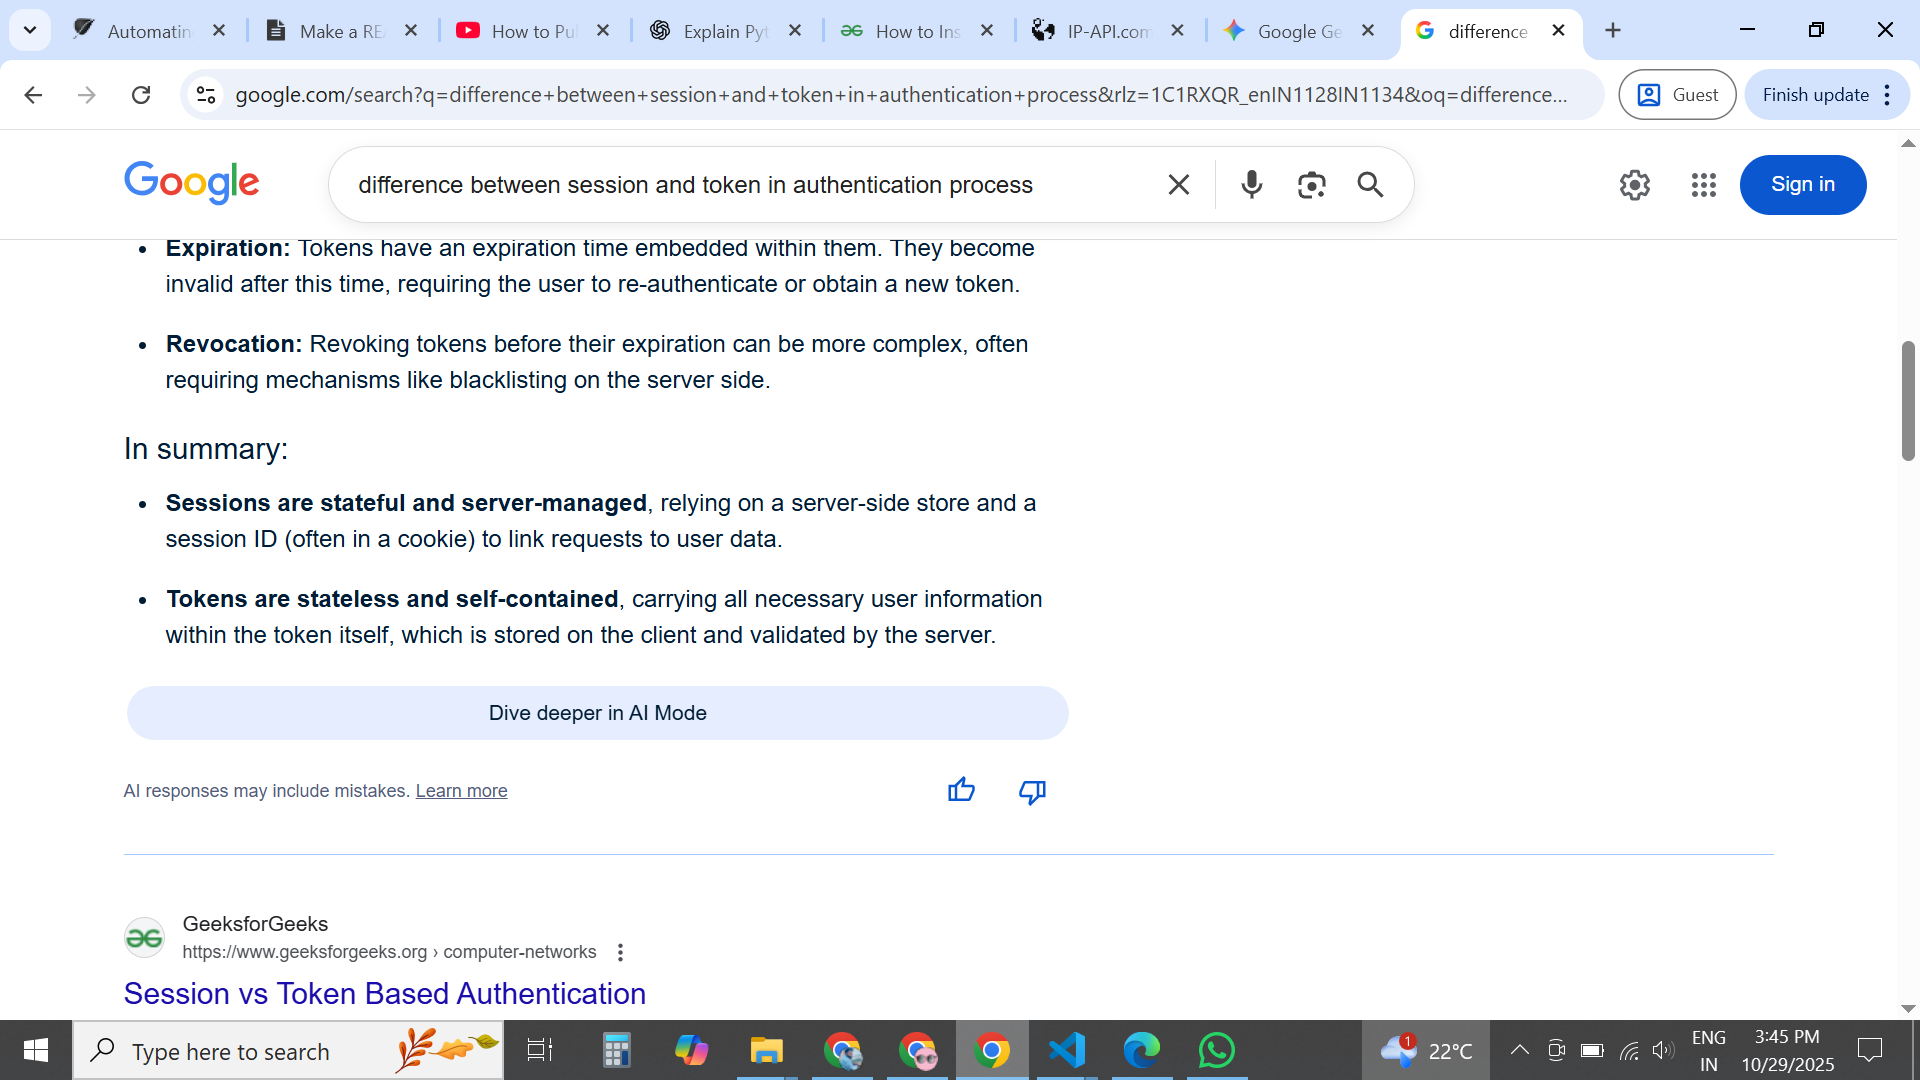 Automatin
Make a RE
How to Pul
Explain Pyt
How to Ins
IP-API.com
Google Ge
difference
google.com/search?q=difference+between+session+and+token+in+authentication+process&rlz=1C1RXQR_enIN1128IN1134&oq=difference...
Guest
Finish update
Google
difference between session and token in authentication process
Sign in
• Expiration: Tokens have an expiration time embedded within them. They become
invalid after this time, requiring the user to re-authenticate or obtain a new token.
• Revocation: Revoking tokens before their expiration can be more complex, often
requiring mechanisms like blacklisting on the server side.
In summary:
• Sessions are stateful and server-managed, relying on a server-side store and a
session ID (often in a cookie) to link requests to user data.
• Tokens are stateless and self-contained, carrying all necessary user information
within the token itself, which is stored on the client and validated by the server.
Dive deeper in AI Mode
AI responses may include mistakes. Learn more
GeeksforGeeks
https://www.geeksforgeeks.org › computer-networks
Session vs Token Based Authentication
Type here to search
1
22°C
ENG
IN
3:45 PM
10/29/2025